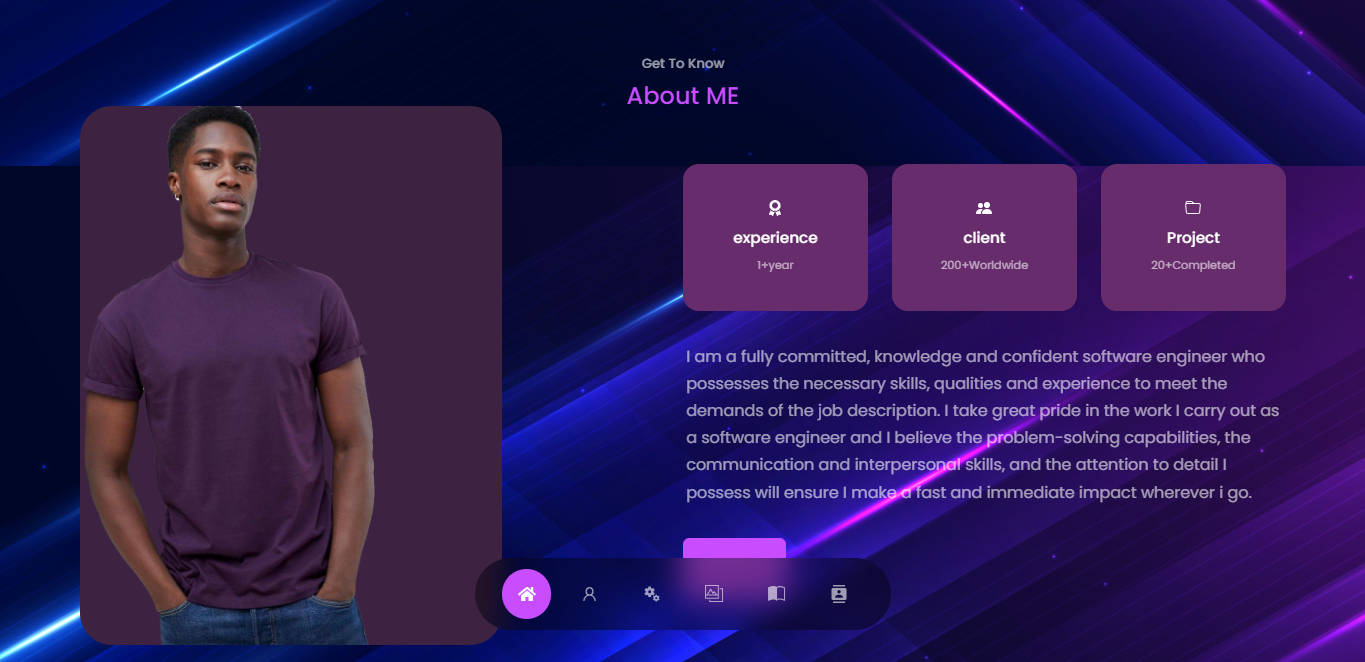 Get To Know
About ME
experience
1+year
client
200+Worldwide
Project
20+Completed
I am a fully committed, knowledge and confident software engineer who
possesses the necessary skills, qualities and experience to meet the
demands of the job description. I take great pride in the work I carry out as
a software engineer and I believe the problem-solving capabilities, the
communication and interpersonal skills, and the attention to detail I
possess will ensure I make a fast and immediate impact wherever i go.